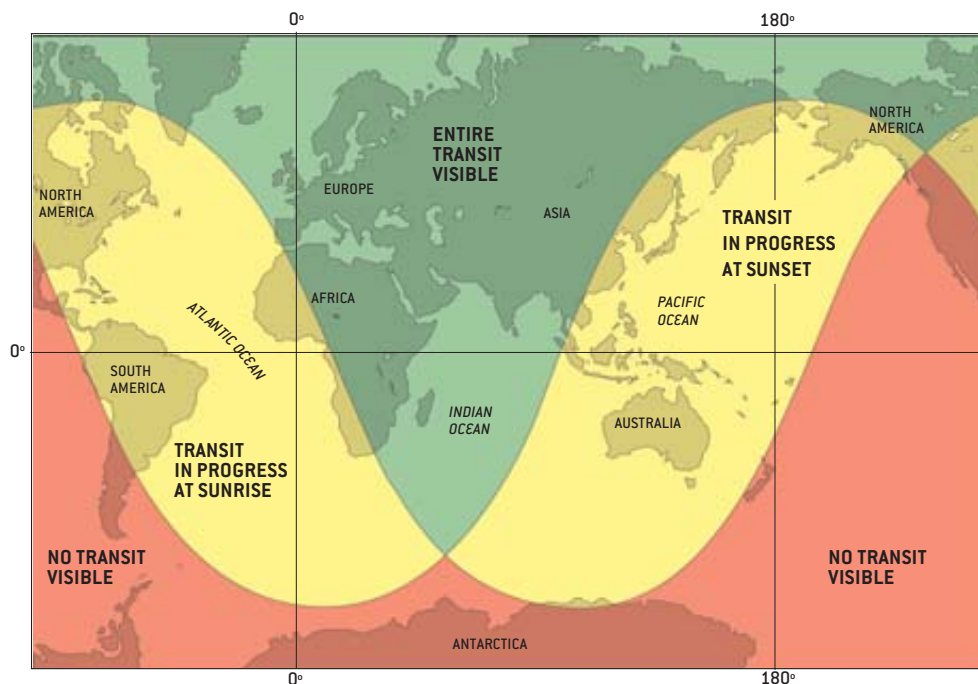 0°
180°
NORTH
AMERICA
ENTIRE
TRANSIT
VISIBLE
EUROPE
NORTH
AMERICA
ASIA
TRANSIT
IN PROGRESS
AT SUNSET
AFRICA
ATLANTIC OCEAN
PACIFIC
OCEAN
0°
SOUTH
AMERICA
INDIAN
OCEAN
AUSTRALIA
TRANSIT
IN PROGRESS
AT SUNRISE
NO TRANSIT
VISIBLE
NO TRANSIT
VISIBLE
ANTARCTICA
0°
180°